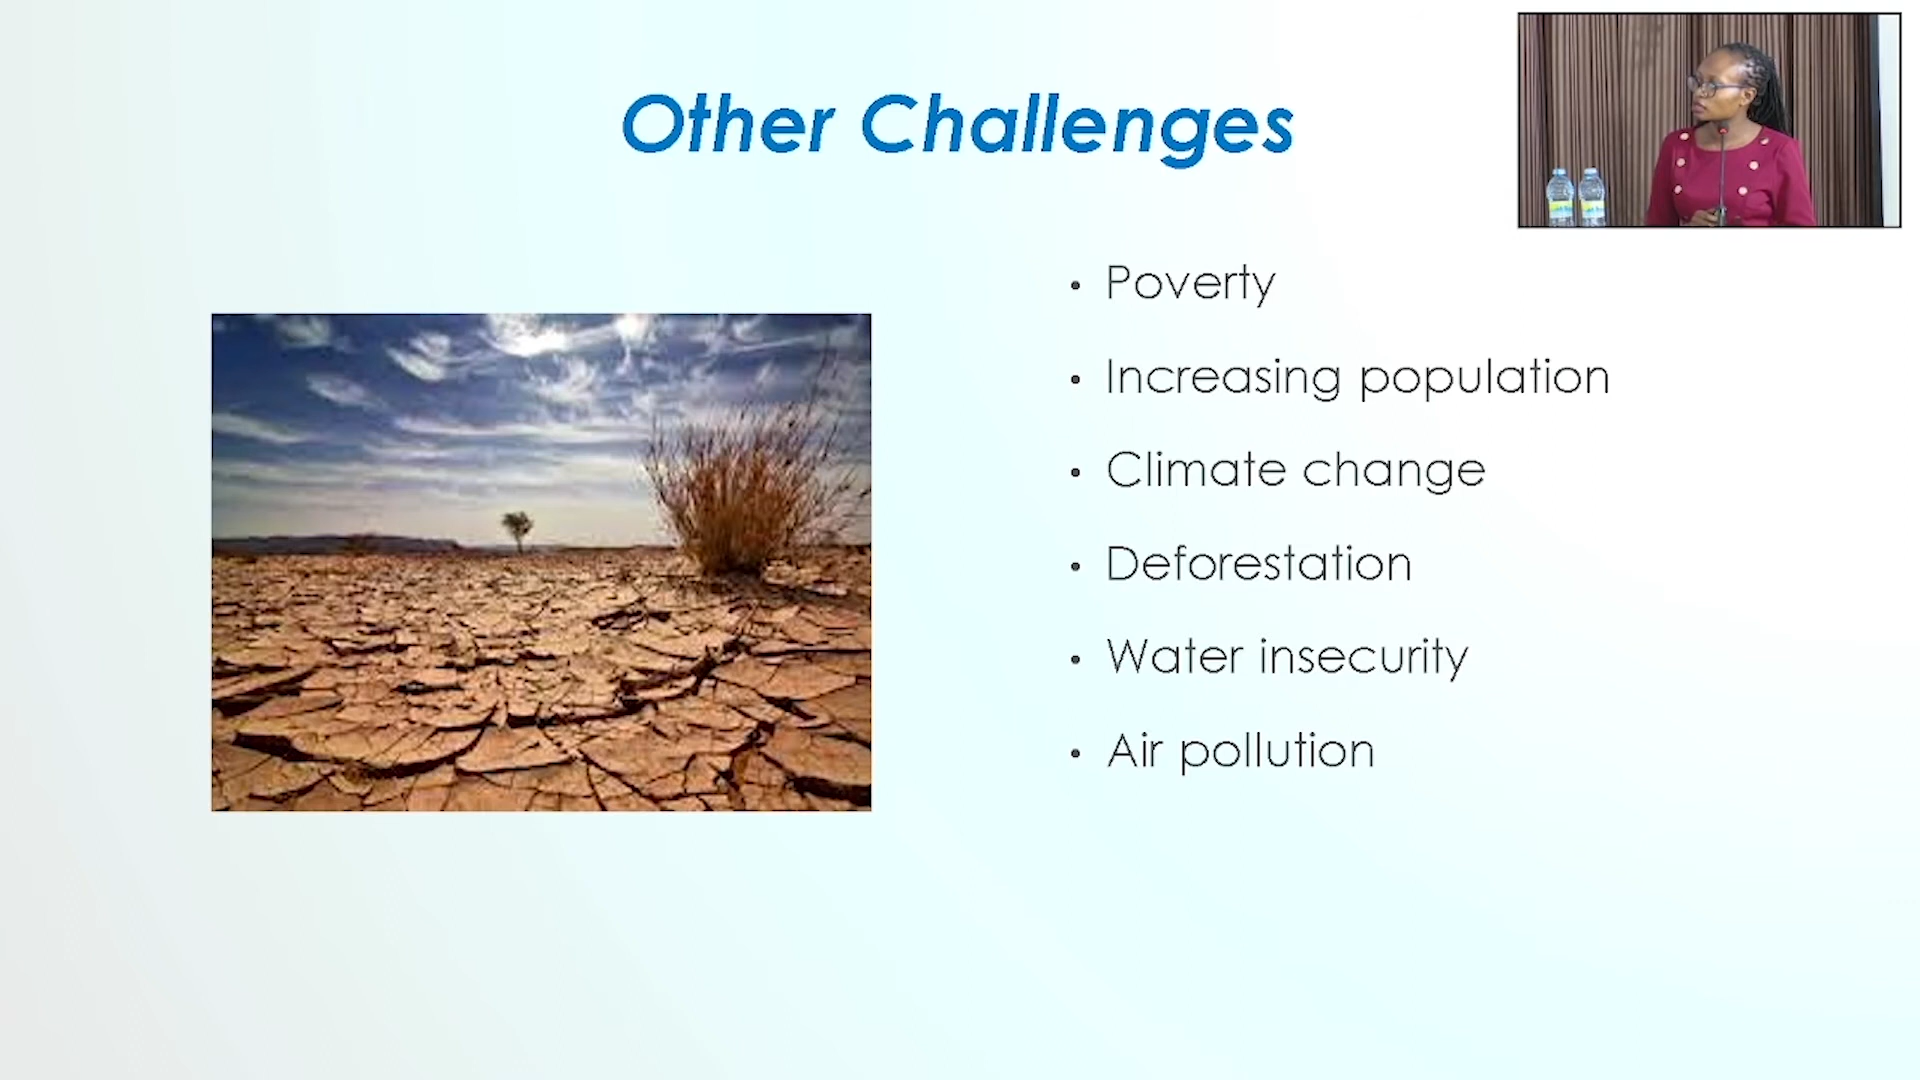 Other Challenges
• Poverty
• Increasing population
• Climate change
• Deforestation
• Water insecurity
• Air pollution